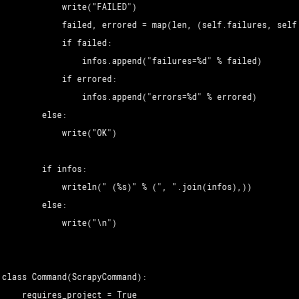 write("FAILED")
failed, errored = map(len, (self.failures, self
if failed:
infos.append("failures=%d" % failed)
if errored:
infos.append("errors=%d" % errored)
else:
write("OK")
if infos:
writeln(" (%s)" % (", ".join(infos),))
else:
write("\n")
class Command(ScrapyCommand):
requires_project = True